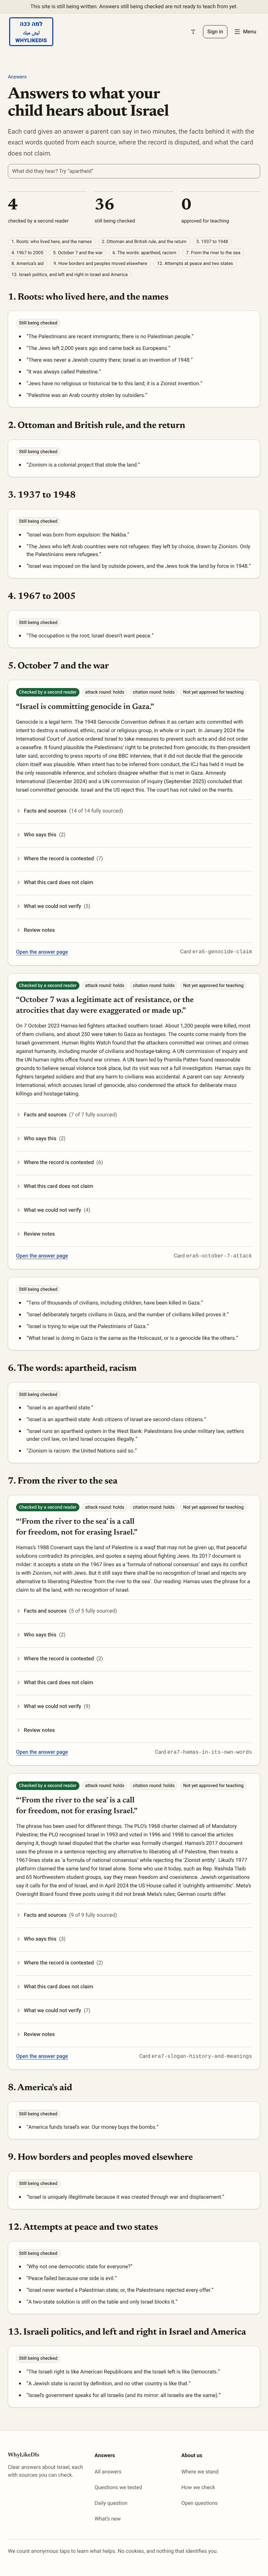 This site is still being written. Answers still being checked are not ready to teach from yet.
למה ככה
ليش هيك
WHYLIKEDIS
Sign in
Menu
Answers
Answers to what your
child hears about Israel
Each card gives an answer a parent can say in two minutes, the facts behind it with the
exact words quoted from each source, where the record is disputed, and what the card
does not claim.
What did they hear? Try "apartheid"
4
36
0
checked by a second reader
still being checked
approved for teaching
1. Roots: who lived here, and the names
2. Ottoman and British rule, and the return
3. 1937 to 1948
4. 1967 to 2005
5. October 7 and the war
6. The words: apartheid, racism
7. From the river to the sea
8. America's aid
9. How borders and peoples moved elsewhere
12. Attempts at peace and two states
13. Israeli politics, and left and right in Israel and America
1. Roots: who lived here, and the names
Still being checked
"The Palestinians are recent immigrants; there is no Palestinian people."
"The Jews left 2,000 years ago and came back as Europeans."
"There was never a Jewish country there; Israel is an invention of 1948."
"It was always called Palestine."
"Jews have no religious or historical tie to this land; it is a Zionist invention."
"Palestine was an Arab country stolen by outsiders."
2. Ottoman and British rule, and the return
Still being checked
"Zionism is a colonial project that stole the land."
3. 1937 to 1948
Still being checked
"Israel was born from expulsion: the Nakba."
"The Jews who left Arab countries were not refugees: they left by choice, drawn by Zionism. Only
the Palestinians were refugees."
"Israel was imposed on the land by outside powers, and the Jews took the land by force in 1948."
4. 1967 to 2005
Still being checked
"The occupation is the root; Israel doesn't want peace."
5. October 7 and the war
Checked by a second reader
attack round: holds
citation round: holds
Not yet approved for teaching
"Israel is committing genocide in Gaza."
Genocide is a legal term. The 1948 Genocide Convention defines it as certain acts committed with
intent to destroy a national, ethnic, racial or religious group, in whole or in part. In January 2024 the
International Court of Justice ordered Israel to take measures to prevent such acts and did not order
a ceasefire. It found plausible the Palestinians' right to be protected from genocide; its then-president
later said, according to press reports of one BBC interview, that it did not decide that the genocide
claim itself was plausible. When intent has to be inferred from conduct, the ICJ has held it must be
the only reasonable inference, and scholars disagree whether that is met in Gaza. Amnesty
International (December 2024) and a UN commission of inquiry (September 2025) concluded that
Israel committed genocide. Israel and the US reject this. The court has not ruled on the merits.
Facts and sources (14 of 14 fully sourced)
Who says this (2)
Where the record is contested (7)
What this card does not claim
What we could not verify (5)
Review notes
Open the answer page
Card era5-genocide-claim
Checked by a second reader
attack round: holds
citation round: holds
Not yet approved for teaching
"October 7 was a legitimate act of resistance, or the
atrocities that day were exaggerated or made up."
On 7 October 2023 Hamas-led fighters attacked southern Israel. About 1,200 people were killed, most
of them civilians, and about 250 were taken to Gaza as hostages. The counts come from the Israeli
government. Human Rights Watch found that the attackers committed war crimes and crimes
against humanity, including murder of civilians and hostage-taking. A UN commission of inquiry and
the UN human rights office found war crimes. A UN team led by Pramila Patten found reasonable
grounds to believe sexual violence took place, but its visit was not a full investigation. Hamas says its
fighters targeted soldiers and that any harm to civilians was accidental. A parent can say: Amnesty
International, which accuses Israel of genocide, also condemned the attack for deliberate mass
killings and hostage-taking.
Facts and sources (7 of 7 fully sourced)
Who says this (2)
Where the record is contested (6)
What this card does not claim
What we could not verify (4)
Review notes
Open the answer page
Card era5-october-7-attack
Still being checked
"Tens of thousands of civilians, including children, have been killed in Gaza."
"Israel deliberately targets civilians in Gaza, and the number of civilians killed proves it."
"Israel is trying to wipe out the Palestinians of Gaza."
"What Israel is doing in Gaza is the same as the Holocaust, or is a genocide like the others."
6. The words: apartheid, racism
Still being checked
"Israel is an apartheid state."
"Israel is an apartheid state: Arab citizens of Israel are second-class citizens."
"Israel runs an apartheid system in the West Bank: Palestinians live under military law, settlers
under civil law, on land Israel occupies illegally."
"Zionism is racism: the United Nations said so."
7. From the river to the sea
Checked by a second reader
attack round: holds
citation round: holds
Not yet approved for teaching
"'From the river to the sea' is a call
for freedom, not for erasing Israel."
Hamas's 1988 Covenant says the land of Palestine is a waqf that may not be given up, that peaceful
solutions contradict its principles, and quotes a saying about fighting Jews. Its 2017 document is
milder: it accepts a state on the 1967 lines as a 'formula of national consensus' and says its conflict
is with Zionism, not with Jews. But it still says there shall be no recognition of Israel and rejects any
alternative to liberating Palestine 'from the river to the sea'. Our reading: Hamas uses the phrase for a
claim to all the land, with no recognition of Israel.
Facts and sources (5 of 5 fully sourced)
Who says this (2)
Where the record is contested (2)
What this card does not claim
What we could not verify (9)
Review notes
Open the answer page
Card era7-hamas-in-its-own-words
Checked by a second reader
attack round: holds
citation round: holds
Not yet approved for teaching
"'From the river to the sea' is a call
for freedom, not for erasing Israel."
The phrase has been used for different things. The PLO's 1968 charter claimed all of Mandatory
Palestine; the PLO recognised Israel in 1993 and voted in 1996 and 1998 to cancel the articles
denying it, though Israel disputes that the charter was formally changed. Hamas's 2017 document
uses the phrase in a sentence rejecting any alternative to liberating all of Palestine, then treats a
1967-lines state as a 'formula of national consensus' while rejecting the 'Zionist entity'. Likud's 1977
platform claimed the same land for Israel alone. Some who use it today, such as Rep. Rashida Tlaib
and 65 Northwestern student groups, say they mean freedom and coexistence. Jewish organisations
say it calls for the end of Israel, and in April 2024 the US House called it 'outrightly antisemitic'. Meta's
Oversight Board found three posts using it did not break Meta's rules; German courts differ.
Facts and sources (9 of 9 fully sourced)
Who says this (3)
Where the record is contested (2)
What this card does not claim
What we could not verify (7)
Review notes
Open the answer page
Card era7-slogan-history-and-meanings
8. America's aid
Still being checked
"America funds Israel's war. Our money buys the bombs."
9. How borders and peoples moved elsewhere
Still being checked
"Israel is uniquely illegitimate because it was created through war and displacement."
12. Attempts at peace and two states
Still being checked
"Why not one democratic state for everyone?"
"Peace failed because one side is evil."
"Israel never wanted a Palestinian state; or, the Palestinians rejected every offer."
"A two-state solution is still on the table and only Israel blocks it."
13. Israeli politics, and left and right in Israel and America
Still being checked
"The Israeli right is like American Republicans and the Israeli left is like Democrats."
"A Jewish state is racist by definition, and no other country is like that."
"Israel's government speaks for all Israelis (and its mirror: all Israelis are the same)."
WhyLikeDis
Clear answers about Israel, each
with sources you can check.
Answers
All answers
Questions we tested
Daily question
What's new
About us
Where we stand
How we check
Open questions
We count anonymous taps to learn what helps. No cookies, and nothing that identifies you.